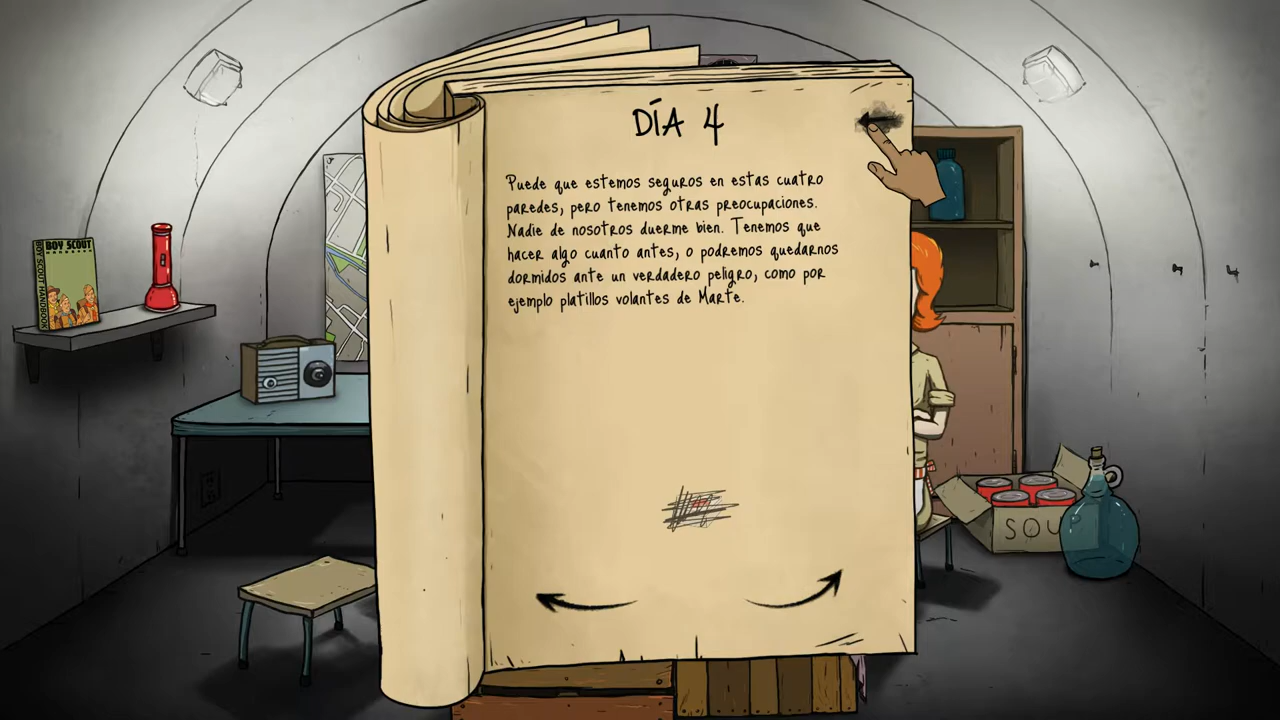 DÍA 4
Puede que estemos seguros en estas cuatro
paredes, pero tenemos otras preocupaciones.
Nadie de nosotros duerme bien. Tenemos que
hacer algo cuanto antes, o podremos quedarnos
dormidos ante un verdadero peligro, como por
ejemplo platillos volantes de Marte.
BOY SCOUT
BOY SCOUT HANDBOOK
SOU